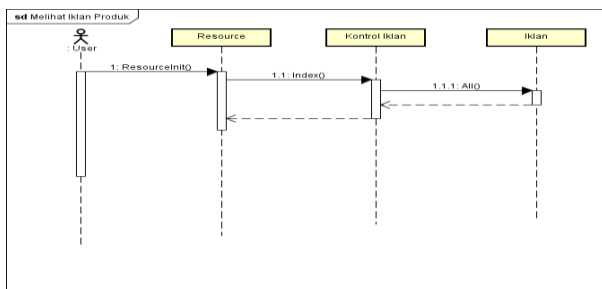 sd Melihat Iklan Produk
: User
Resource
Kontrol Iklan
Iklan
1: ResourceInit()
1.1: Index()
1.1.1: All()